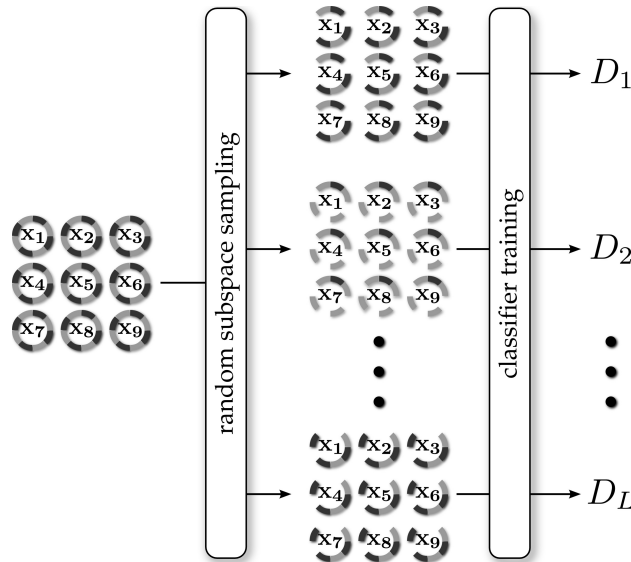 x1 x2 x3
x4 x5 x6
x7 x8 x9
random subspace sampling
x1 x2 x3
x4 x5 x6
x7 x8 x9
x1 x2 x3
x4 x5 x6
x7 x8 x9
x1 x2 x3
x4 x5 x6
x7 x8 x9
classifier training
D1
D2
DL